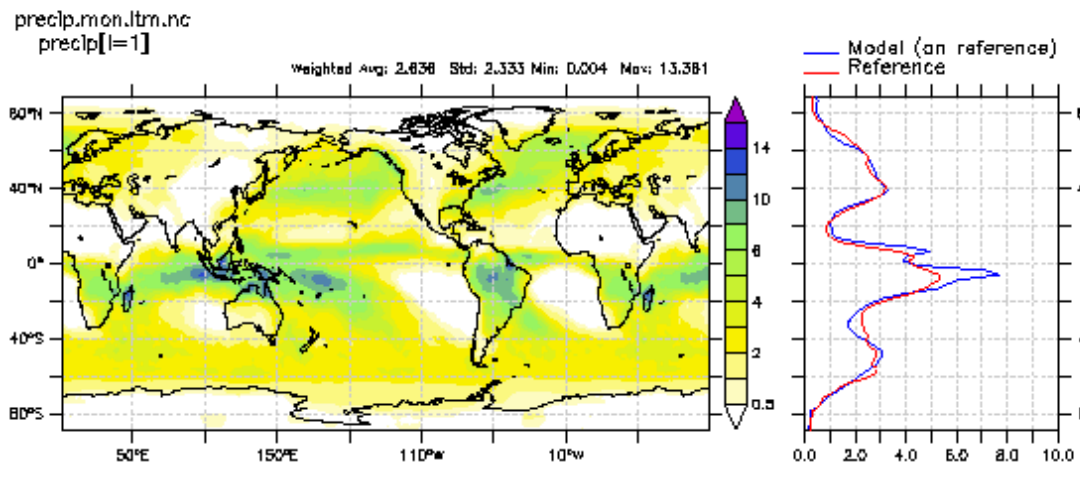 precip.mon.ltm.nc
precip[l=1]
Weighted Avg: 2.636 Std: 2.333 Min: 0.004 Max: 13.381
Model (on reference)
Reference
80°N
40°N
0°
40°S
80°S
50°E 150°E 110°W 10°W
14
10
6
4
2
0.5
0.0 2.0 4.0 6.0 8.0 10.0